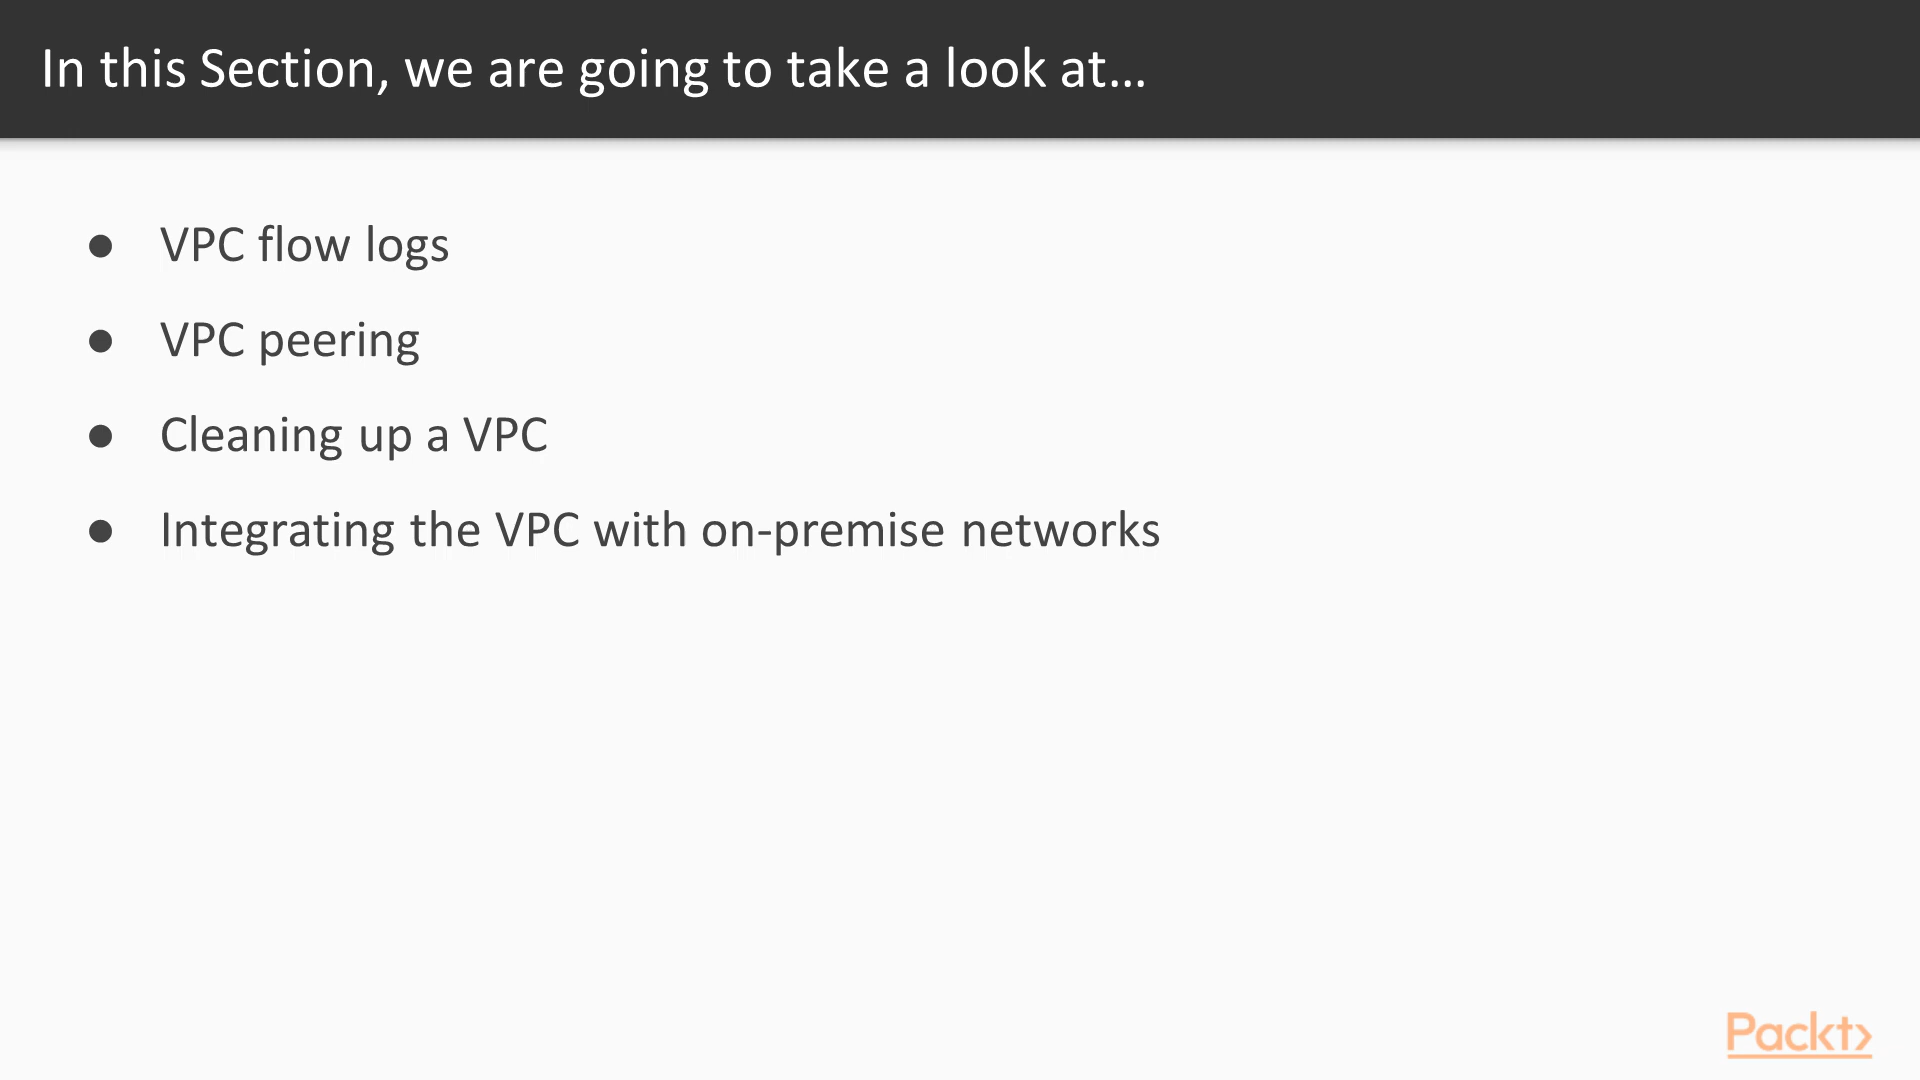 In this Section, we are going to take a look at...
● VPC flow logs
● VPC peering
● Cleaning up a VPC
● Integrating the VPC with on-premise networks
Packt>